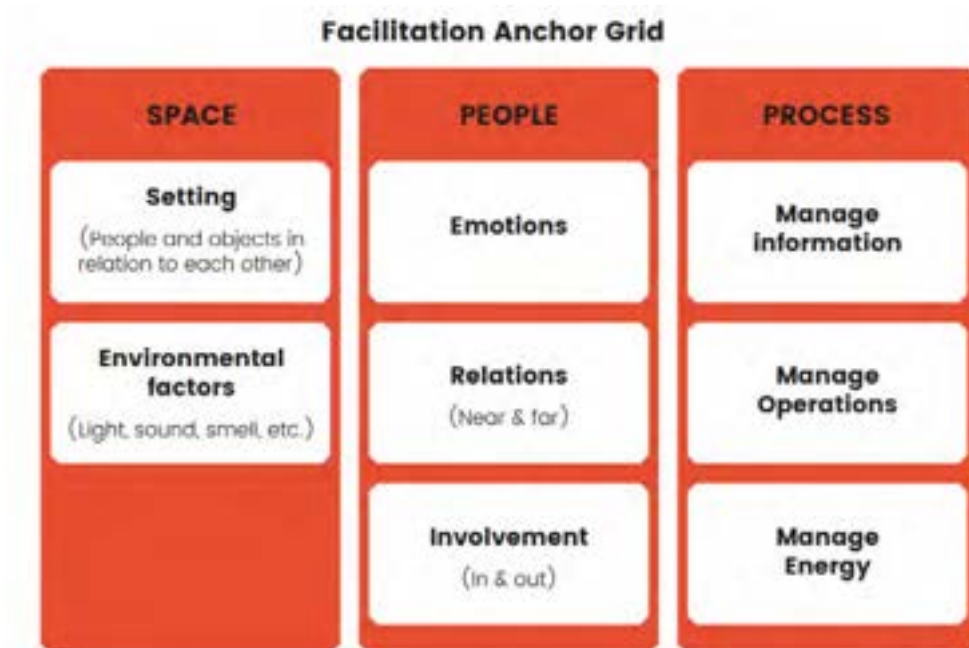 Facilitation Anchor Grid
SPACE
Setting
(People and objects in
relation to each other)
Environmental
factors
(Light, sound, smell, etc.)
PEOPLE
Emotions
Relations
(Near & far)
Involvement
(In & out)
PROCESS
Manage
information
Manage
Operations
Manage
Energy